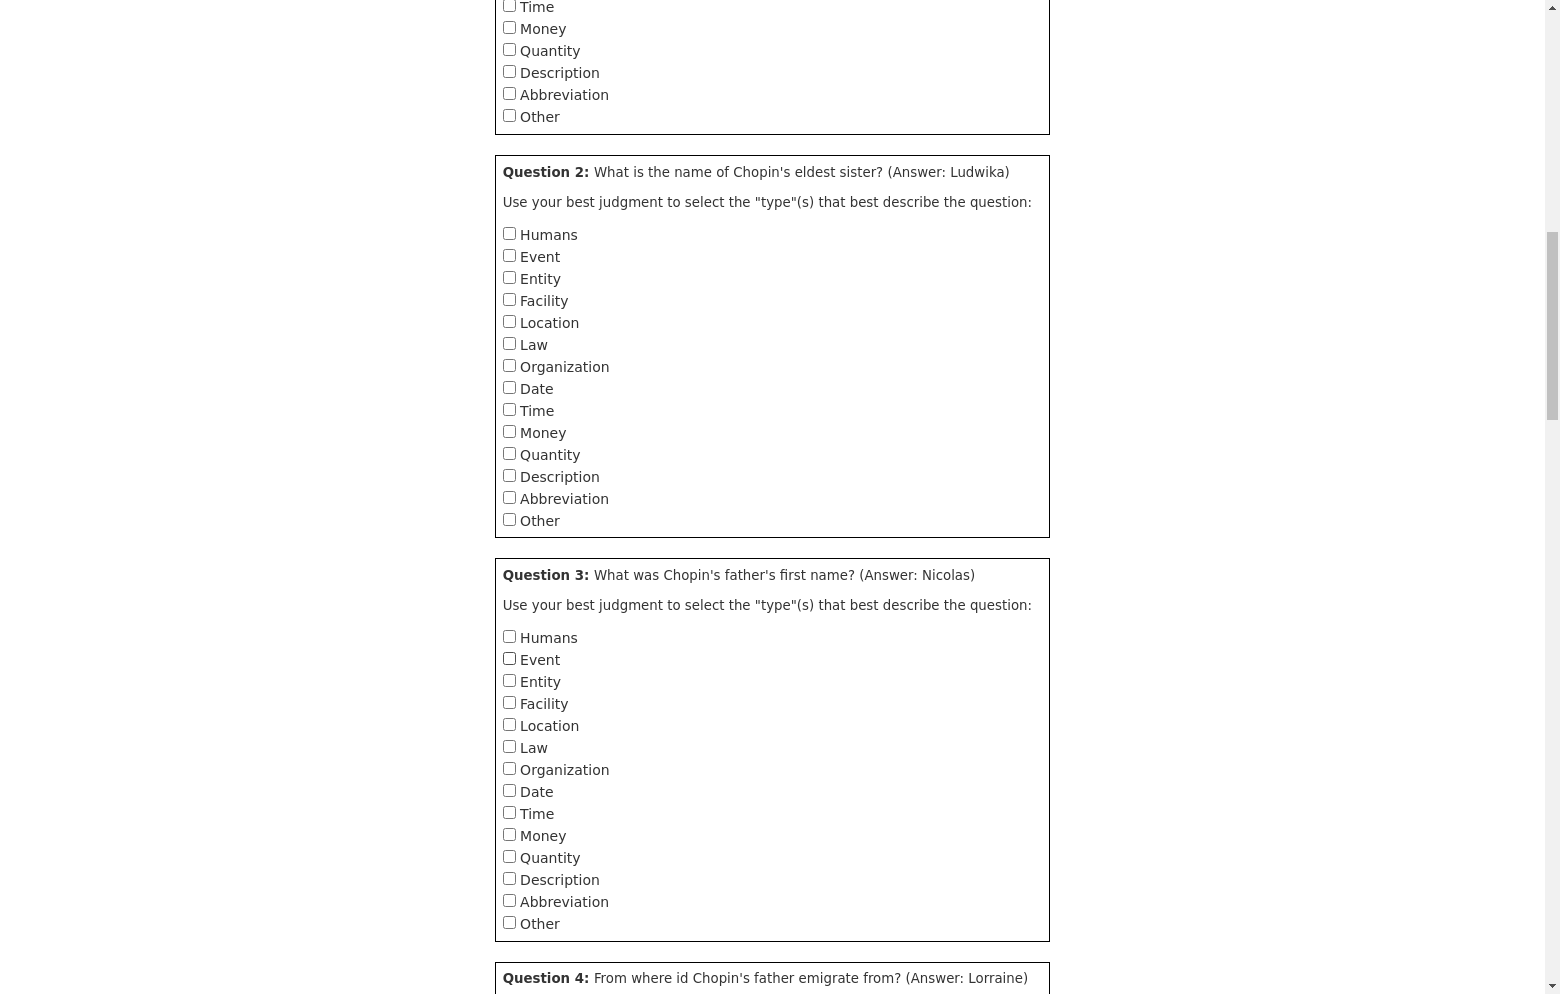 Time
Money
Quantity
Description
Abbreviation
Other
Question 2: What is the name of Chopin's eldest sister? (Answer: Ludwika)
Use your best judgment to select the "type"(s) that best describe the question:
Humans
Event
Entity
Facility
Location
Law
Organization
Date
Time
Money
Quantity
Description
Abbreviation
Other
Question 3: What was Chopin's father's first name? (Answer: Nicolas)
Use your best judgment to select the "type"(s) that best describe the question:
Humans
Event
Entity
Facility
Location
Law
Organization
Date
Time
Money
Quantity
Description
Abbreviation
Other
Question 4: From where id Chopin's father emigrate from? (Answer: Lorraine)